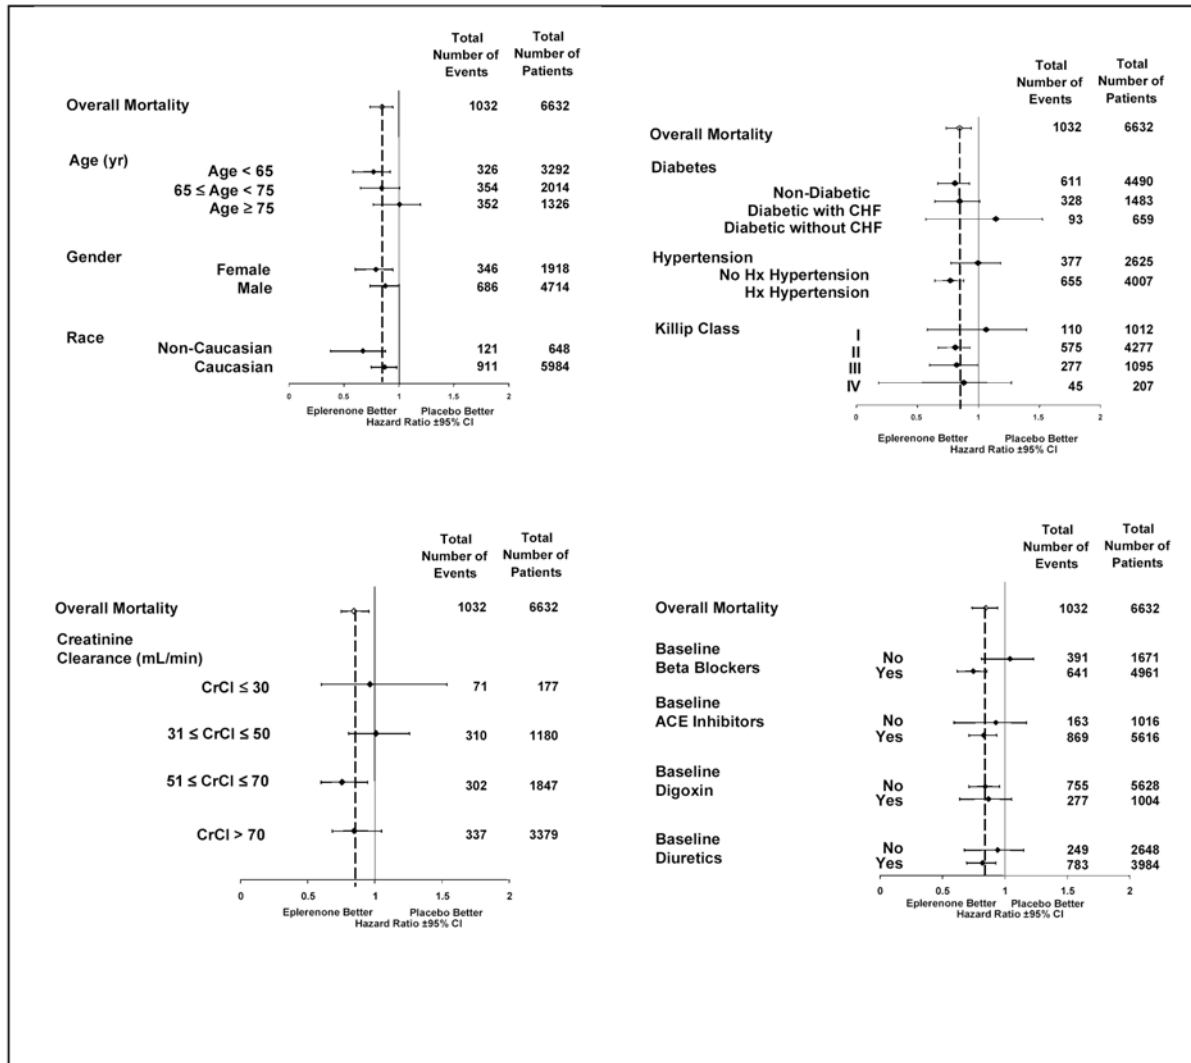 Total Total
Number of Number of
Events Patients
Overall Mortality 1032 6632
Age (yr)
Age < 65 326 3292
65 ≤ Age < 75 354 2014
Age ≥ 75 352 1326
Gender
Female 346 1918
Male 686 4714
Race
Non-Caucasian 121 648
Caucasian 911 5984
0 0.5 1 1.5 2
Eplerenone Better Placebo Better
Hazard Ratio ±95% CI
Total Total
Number of Number of
Events Patients
Overall Mortality 1032 6632
Diabetes
Non-Diabetic 611 4490
Diabetic with CHF 328 1483
Diabetic without CHF 93 659
Hypertension
No Hx Hypertension 377 2625
Hx Hypertension 655 4007
Killip Class
I 110 1012
II 575 4277
III 277 1095
IV 45 207
0 0.5 1 1.5 2
Eplerenone Better Placebo Better
Hazard Ratio ±95% CI
Total Total
Number of Number of
Events Patients
Overall Mortality 1032 6632
Creatinine
Clearance (mL/min)
CrCl ≤ 30 71 177
31 ≤ CrCl ≤ 50 310 1180
51 ≤ CrCl ≤ 70 302 1847
CrCl > 70 337 3379
0 0.5 1 1.5 2
Eplerenone Better Placebo Better
Hazard Ratio ±95% CI
Total Total
Number of Number of
Events Patients
Overall Mortality 1032 6632
Baseline
Beta Blockers
No 391 1671
Yes 641 4961
Baseline
ACE Inhibitors
No 163 1016
Yes 869 5616
Baseline
Digoxin
No 755 5628
Yes 277 1004
Baseline
Diuretics
No 249 2648
Yes 783 3984
0 0.5 1 1.5 2
Eplerenone Better Placebo Better
Hazard Ratio ±95% CI